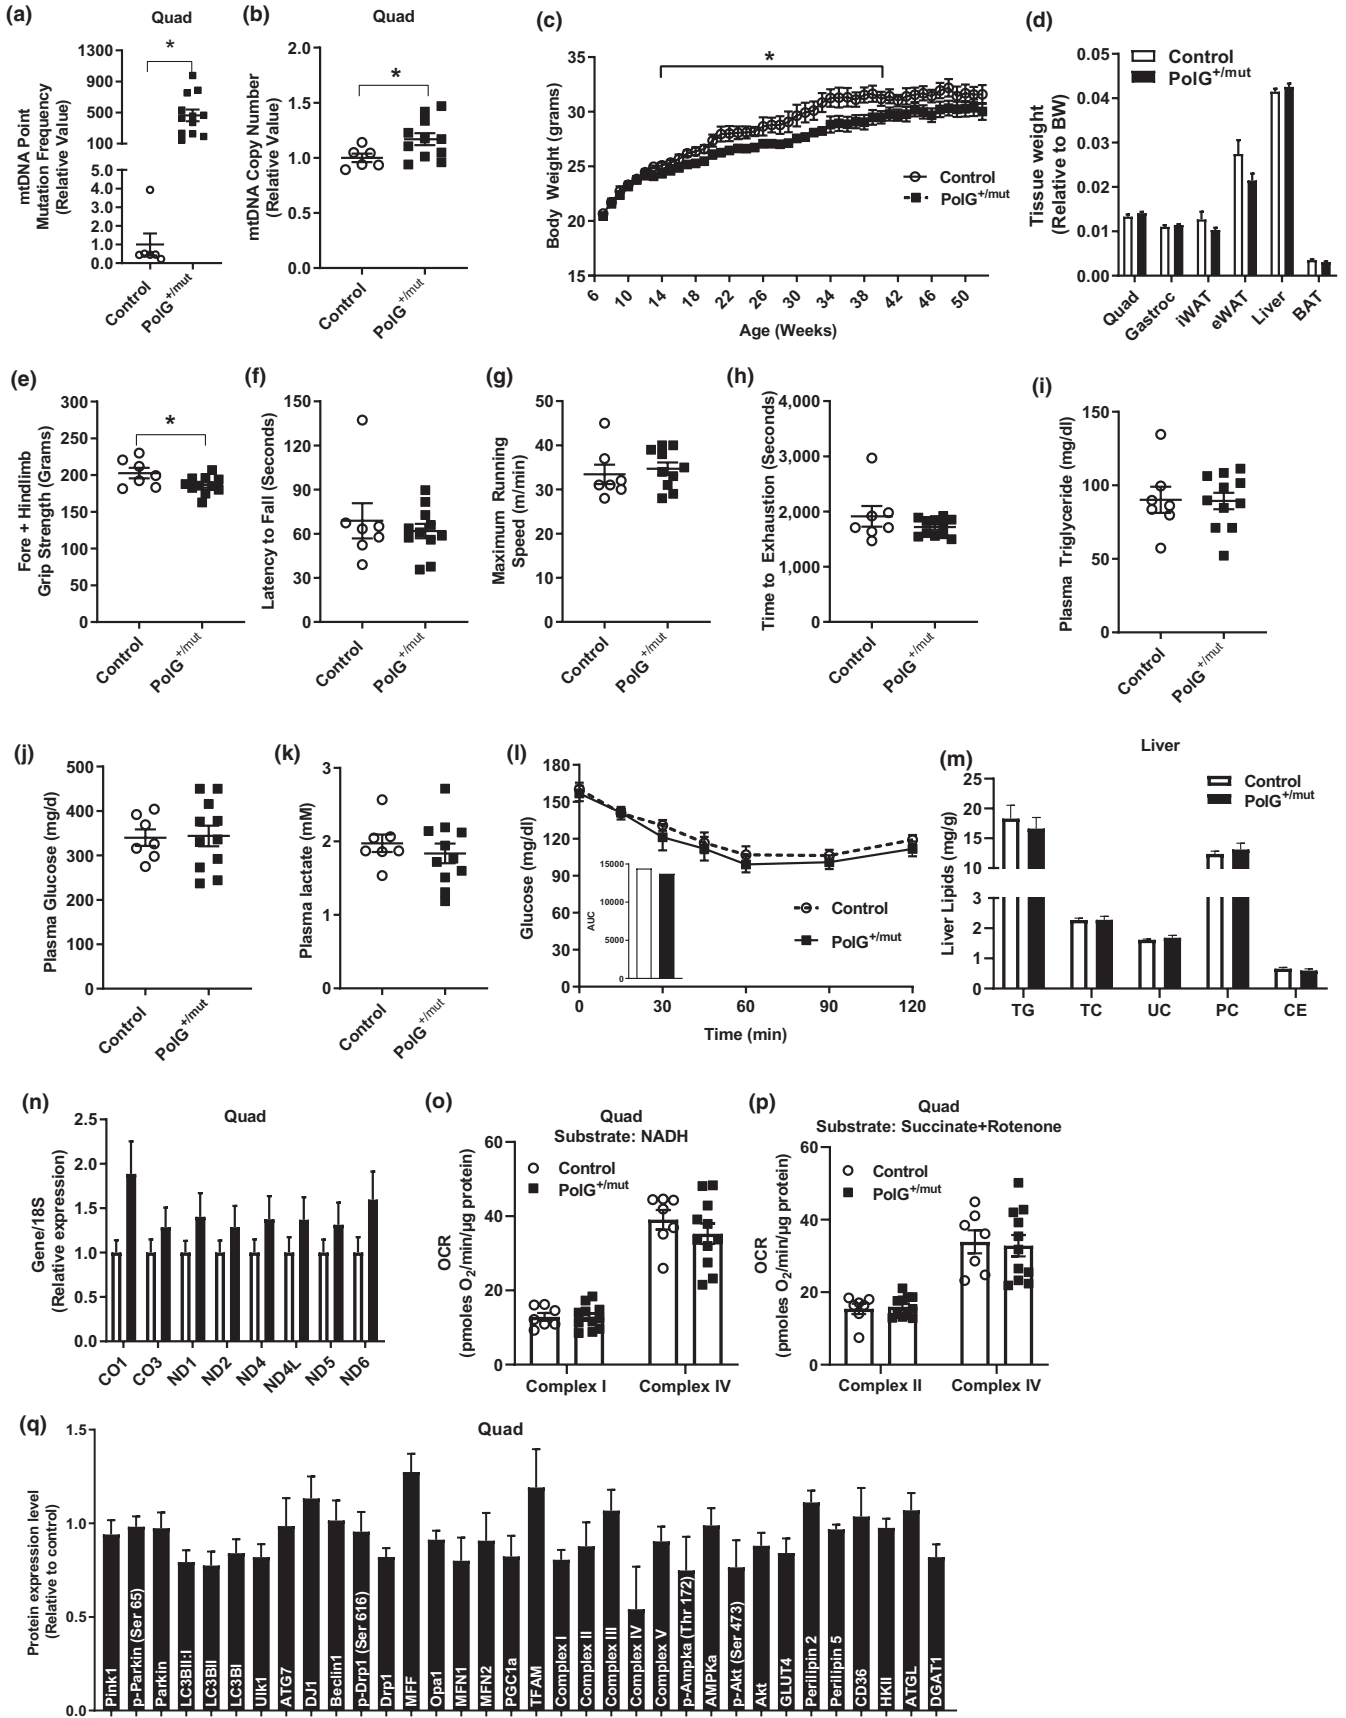 (a)
Quad
mtDNA Point
Mutation Frequency
(Relative Value)
1300
900
500
100
5.0
4.0
3.0
2.0
1.0
0.0
*
Control
PolG+/mut
(b)
Quad
mtDNA Copy Number
(Relative Value)
2.0
1.5
1.0
0.5
0.0
*
Control
PolG+/mut
(c)
Body Weight (grams)
35
30
25
20
15
*
Control
PolG+/mut
6 10 14 18 22 26 30 34 38 42 46 50
Age (Weeks)
(d)
Tissue weight
(Relative to BW)
0.05
0.04
0.03
0.02
0.01
0.00
Control
PolG+/mut
Quad
Gastroc
iWAT
eWAT
Liver
BAT
(e)
Fore + Hindlimb
Grip Strength (Grams)
300
250
200
150
100
50
0
*
Control
PolG+/mut
(f)
Latency to Fall (Seconds)
150
120
90
60
30
0
Control
PolG+/mut
(g)
Maximum Running
Speed (m/min)
50
40
30
20
10
0
Control
PolG+/mut
(h)
Time to Exhaustion (Seconds)
4,000
3,000
2,000
1,000
0
Control
PolG+/mut
(i)
Plasma Triglyceride (mg/dl)
150
100
50
0
Control
PolG+/mut
(j)
Plasma Glucose (mg/d)
500
400
300
200
100
0
Control
PolG+/mut
(k)
Plasma lactate (mM)
3
2
1
0
Control
PolG+/mut
(l)
Glucose (mg/dl)
180
150
120
90
60
30
0
AUC
15000
10000
5000
0
Control
PolG+/mut
0 30 60 90 120
Time (min)
(m)
Liver
Liver Lipids (mg/g)
25
20
15
10
3
2
1
0
Control
PolG+/mut
TG TC UC PC CE
(n)
Quad
Gene/18S
(Relative expression)
2.5
2.0
1.5
1.0
0.5
0.0
CO1
CO3
ND1
ND2
ND4
ND4L
ND5
ND6
(o)
Quad
Substrate: NADH
OCR
(pmoles O2/min/µg protein)
60
40
20
0
Control
PolG+/mut
Complex I Complex IV
(p)
Quad
Substrate: Succinate+Rotenone
OCR
(pmoles O2/min/µg protein)
60
40
20
0
Control
PolG+/mut
Complex II Complex IV
(q)
Quad
Protein expression level
(Relative to control)
1.5
1.0
0.5
0.0
Pink1
p-Parkin (Ser 65)
Parkin
LC3BII:I
LC3BII
LC3BI
Ulk1
ATG7
DJ1
Beclin1
p-Drp1 (Ser 616)
Drp1
MFF
Opa1
MFN1
MFN2
PGC1a
TFAM
Complex I
Complex II
Complex III
Complex IV
Complex V
p-Ampka (Thr 172)
AMPKa
p-Akt (Ser 473)
Akt
GLUT4
Perilipin 2
Perilipin 5
CD36
HKII
ATGL
DGAT1